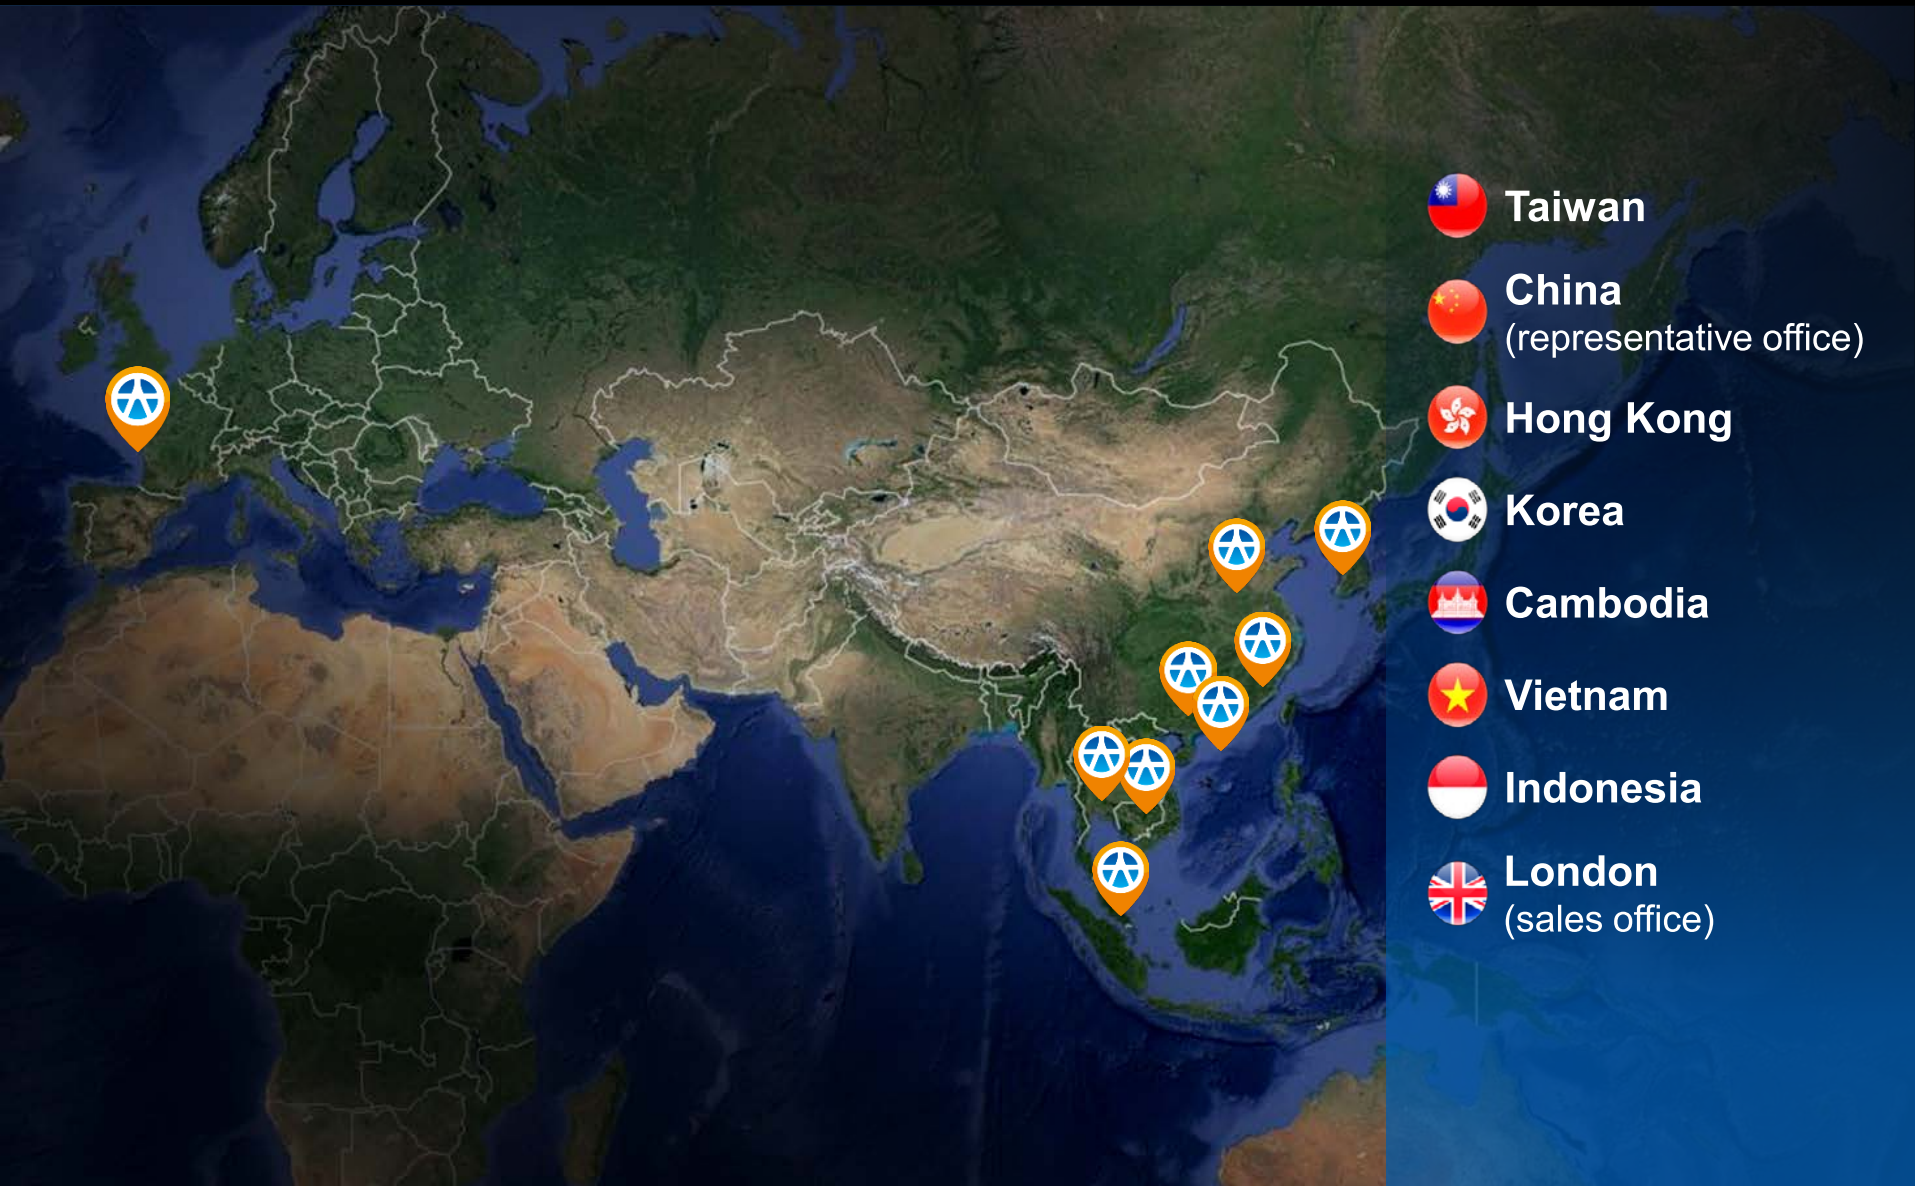 Taiwan
China
(representative office)
Hong Kong
Korea
Cambodia
Vietnam
Indonesia
London
(sales office)